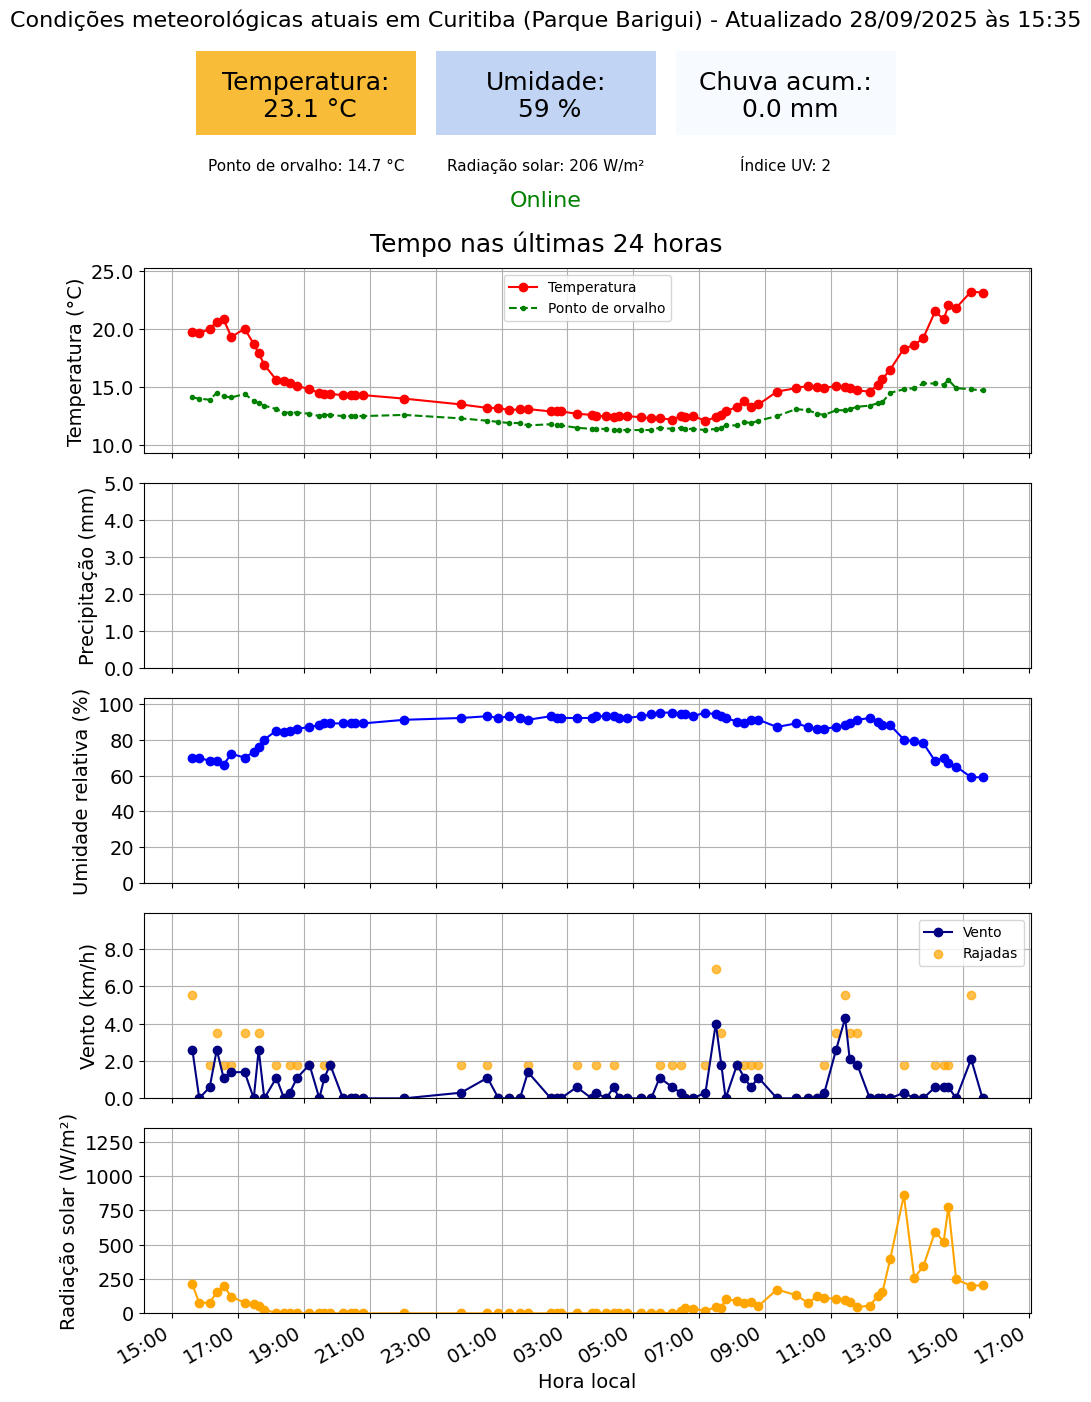 Condições meteorológicas atuais em Curitiba (Parque Barigui) - Atualizado 28/09/2025 às 15:35
Temperatura:
23.1 °C
Umidade:
59 %
Chuva acum.:
0.0 mm
Ponto de orvalho: 14.7 °C
Radiação solar: 206 W/m²
Índice UV: 2
Online
Tempo nas últimas 24 horas
Temperatura (°C)
25.0
20.0
15.0
10.0
Temperatura
Ponto de orvalho
Precipitação (mm)
5.0
4.0
3.0
2.0
1.0
0.0
Umidade relativa (%)
100
80
60
40
20
0
Vento (km/h)
8.0
6.0
4.0
2.0
0.0
Vento
Rajadas
Radiação solar (W/m²)
1250
1000
750
500
250
0
15:00
17:00
19:00
21:00
23:00
01:00
03:00
05:00
07:00
09:00
11:00
13:00
15:00
17:00
Hora local